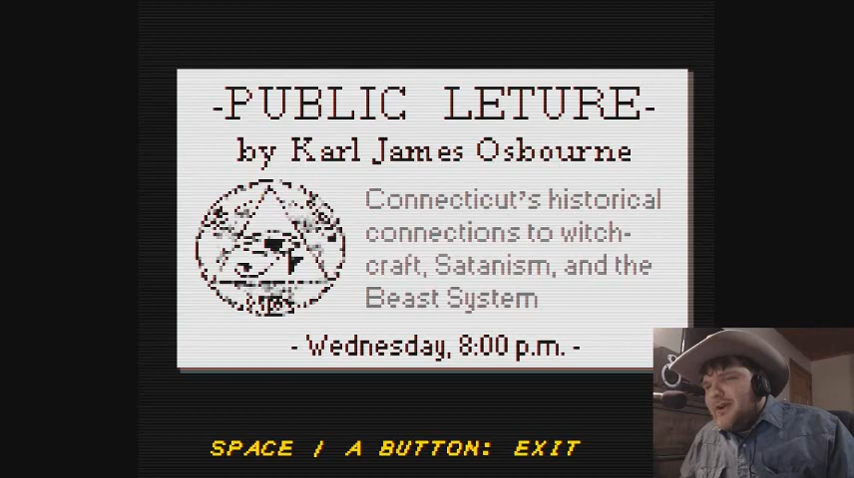 -PUBLIC LETURE-
by Karl James Osbourne
Connecticut's historical
connections to witch-
craft, Satanism, and the
Beast System
- Wednesday, 8:00 p.m. -
SPACE / A BUTTON: EXIT